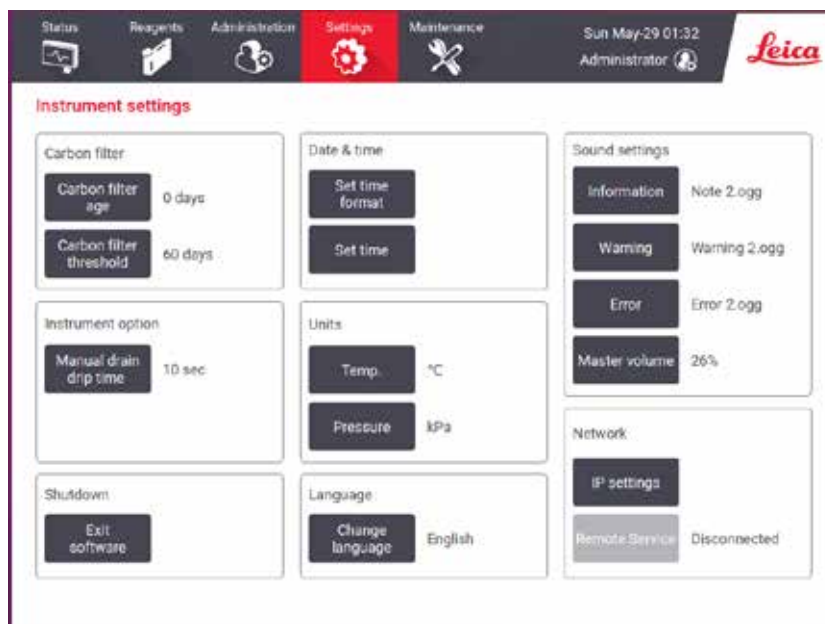 Status Reagents Administration Settings Maintenance
Sun May-29 01:32
Administrator
Leica
Instrument settings
Carbon filter
Carbon filter
age
0 days
Carbon filter
threshold
60 days
Date & time
Set time
format
Set time
Sound settings
Information
Note 2.ogg
Warning
Warning 2.ogg
Error
Error 2.ogg
Master volume
26%
Instrument option
Manual drain
drip time
10 sec
Units
Temp.
°C
Pressure
kPa
Network
IP settings
Remote Service
Disconnected
Shutdown
Exit
software
Language
Change
language
English